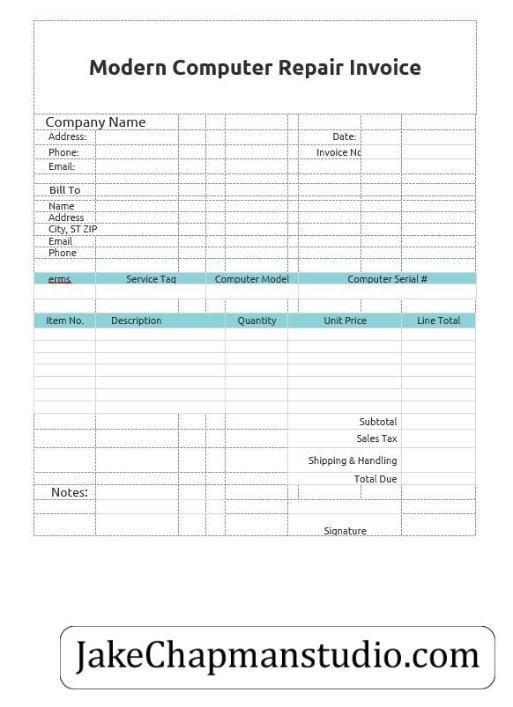 Modern Computer Repair Invoice
Company Name
Address: Date:
Phone: Invoice Nc
Email:
Bill To
Name
Address
City, ST ZIP
Email
Phone
erms Service Tag Computer Model Computer Serial #
Item No. Description Quantity Unit Price Line Total
Subtotal
Sales Tax
Shipping & Handling
Total Due
Notes:
Signature
JakeChapmanstudio.com